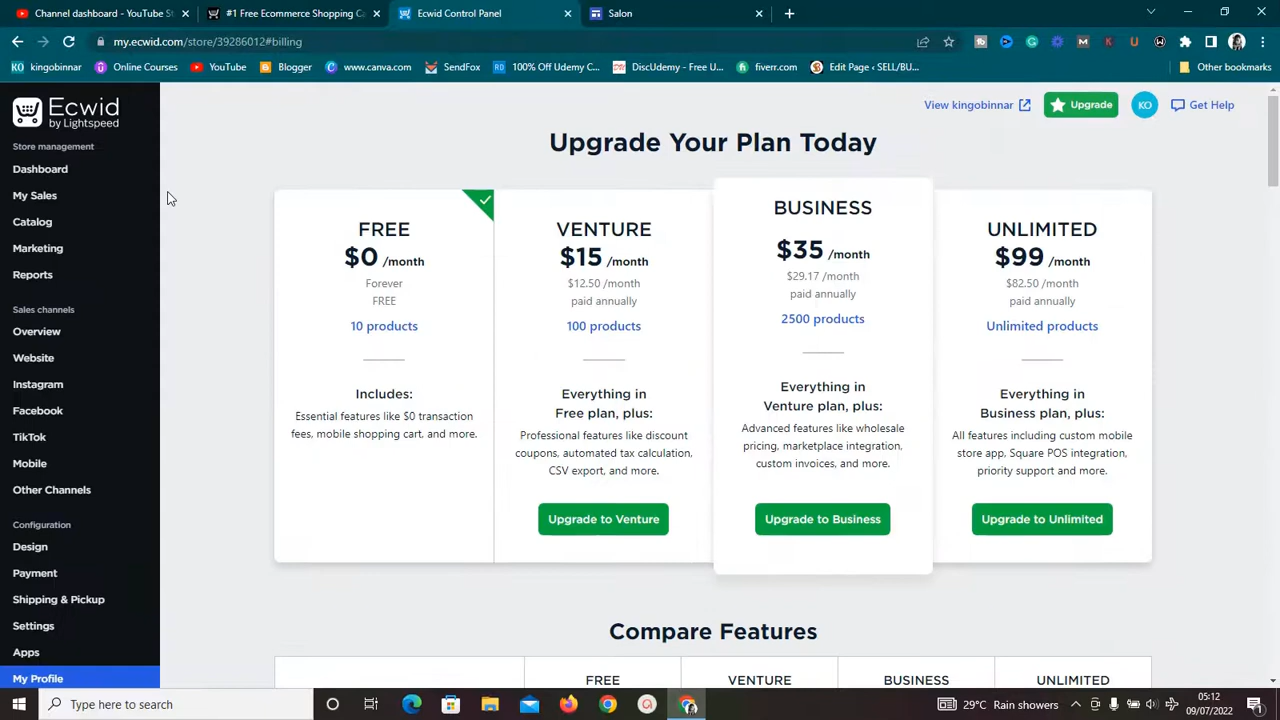 Channel dashboard - YouTube St
#1 Free Ecommerce Shopping Ca
Ecwid Control Panel
Salon
my.ecwid.com/store/39286012#billing
kingobinnar
Online Courses
YouTube
Blogger
www.canva.com
SendFox
100% Off Udemy C...
DiscUdemy - Free U...
fiverr.com
Edit Page ‹ SELL/BU...
Other bookmarks
Ecwid
by Lightspeed
Store management
Dashboard
My Sales
Catalog
Marketing
Reports
Sales channels
Overview
Website
Instagram
Facebook
TikTok
Mobile
Other Channels
Configuration
Design
Payment
Shipping & Pickup
Settings
Apps
My Profile
View kingobinnar
Upgrade
KO
Get Help
Upgrade Your Plan Today
FREE
$0 /month
Forever
FREE
10 products
Includes:
Essential features like $0 transaction
fees, mobile shopping cart, and more.
VENTURE
$15 /month
$12.50 /month
paid annually
100 products
Everything in
Free plan, plus:
Professional features like discount
coupons, automated tax calculation,
CSV export, and more.
Upgrade to Venture
BUSINESS
$35 /month
$29.17 /month
paid annually
2500 products
Everything in
Venture plan, plus:
Advanced features like wholesale
pricing, marketplace integration,
custom invoices, and more.
Upgrade to Business
UNLIMITED
$99 /month
$82.50 /month
paid annually
Unlimited products
Everything in
Business plan, plus:
All features including custom mobile
store app, Square POS integration,
priority support and more.
Upgrade to Unlimited
Compare Features
FREE
VENTURE
BUSINESS
UNLIMITED
Type here to search
29°C Rain showers
05:12
09/07/2022